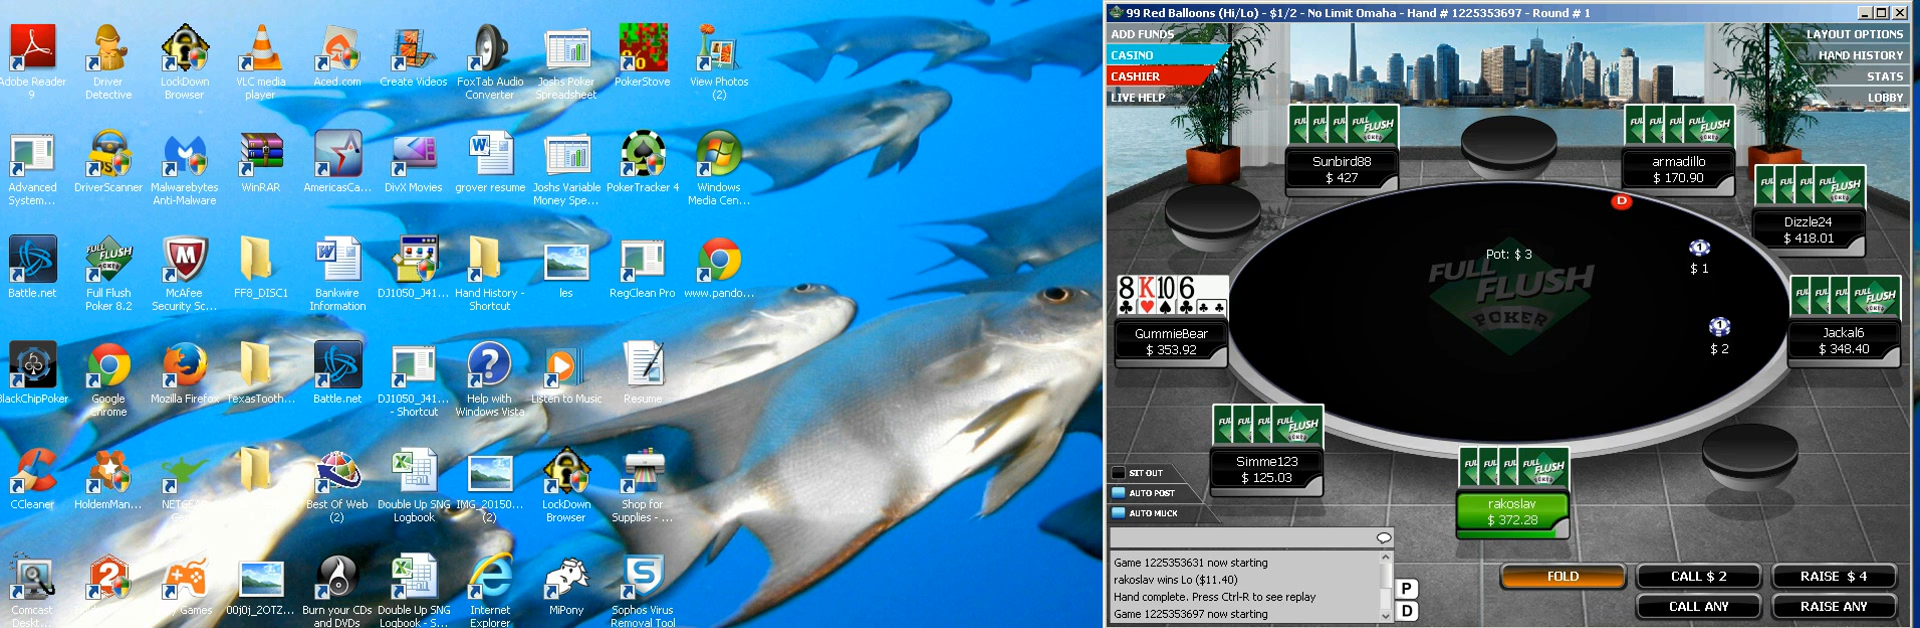 Adobe Reader 9
Driver Detective
LockDown Browser
VLC media player
Aced.com
Create Videos
FoxTab Audio Converter
Joshs Poker Spreadsheet
PokerStove
View Photos (2)
Advanced System...
DriverScanner
Malwarebytes Anti-Malware
WinRAR
AmericasCa...
DivX Movies
grover resume
Joshs Variable Money Spe...
PokerTracker 4
Windows Media Cen...
Battle.net
Full Flush Poker 8.2
McAfee Security Sc...
FF8_DISC1
Bankwire Information
DJ1050_J41...
Hand History - Shortcut
les
RegClean Pro
www.pando...
BlackChipPoker
Google Chrome
Mozilla Firefox
TexasTooth...
Battle.net
DJ1050_J41... - Shortcut
Help with Windows Vista
Listen to Music
Resume
CCleaner
HoldemMan...
Best Of Web (2)
Double Up SNG Logbook
IMG_20150... (2)
LockDown Browser
Shop for Supplies - ...
Comcast Deskt...
Games
00j0j_2OTZ...
Burn your CDs and DVDs
Double Up SNG Logbook - S...
Internet Explorer
MiPony
Sophos Virus Removal Tool
99 Red Balloons (Hi/Lo) - $1/2 - No Limit Omaha - Hand # 1225353697 - Round # 1
ADD FUNDS
CASINO
CASHIER
LIVE HELP
LAYOUT OPTIONS
HAND HISTORY
STATS
LOBBY
Sunbird88
$ 427
armadillo
$ 170.90
Dizzle24
$ 418.01
D
Pot: $ 3
FULL FLUSH POKER
1
$ 1
1
$ 2
8 K 10 6
GummieBear
$ 353.92
Jackal6
$ 348.40
Simme123
$ 125.03
rakoslav
$ 372.28
SIT OUT
AUTO POST
AUTO MUCK
Game 1225353631 now starting
rakoslav wins Lo ($11.40)
Hand complete. Press Ctrl-R to see replay
Game 1225353697 now starting
P
D
FOLD
CALL $ 2
RAISE $ 4
CALL ANY
RAISE ANY